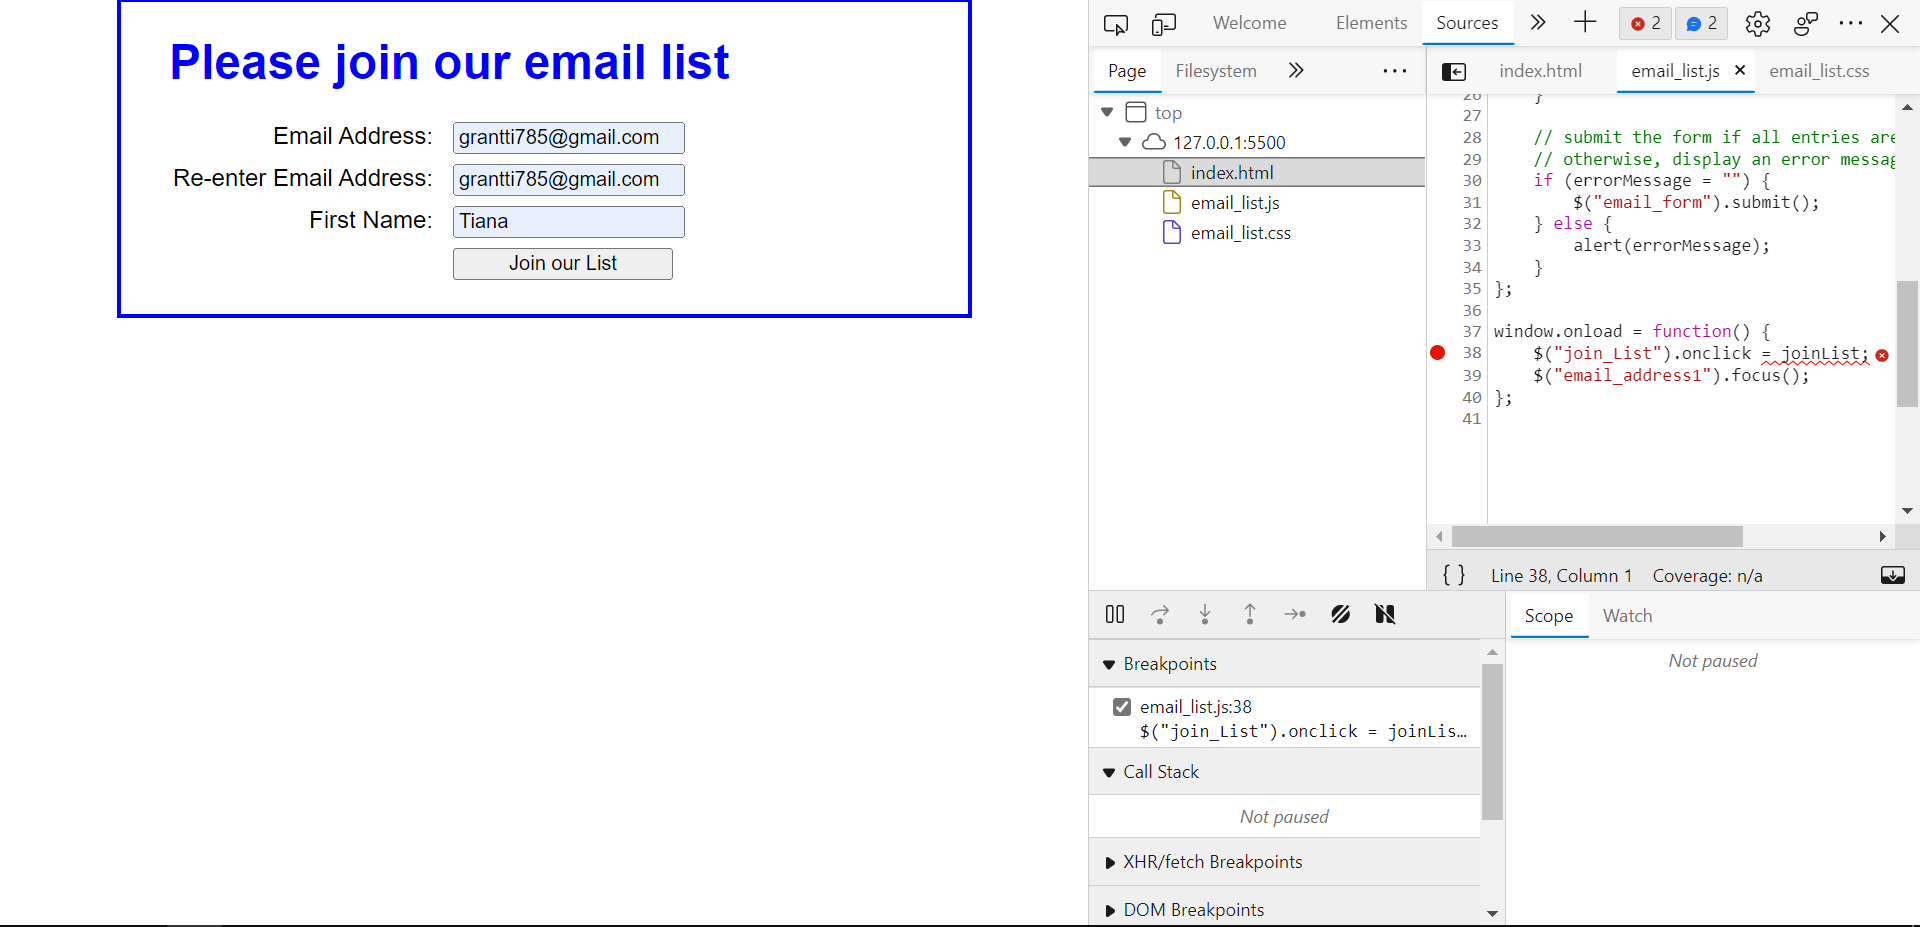 Please join our email list
Email Address: grantti785@gmail.com
Re-enter Email Address: grantti785@gmail.com
First Name: Tiana
Join our List
Welcome Elements Sources 2 2
Page Filesystem
top
127.0.0.1:5500
index.html
email_list.js
email_list.css
index.html email_list.js email_list.css
26 }
27
28 // submit the form if all entries are
29 // otherwise, display an error messag
30 if (errorMessage = "") {
31 $("email_form").submit();
32 } else {
33 alert(errorMessage);
34 }
35 };
36
37 window.onload = function() {
38 $("join_List").onclick = joinList;
39 $("email_address1").focus();
40 };
41
{ } Line 38, Column 1 Coverage: n/a
Breakpoints
email_list.js:38
$("join_List").onclick = joinLis…
Call Stack
Not paused
XHR/fetch Breakpoints
DOM Breakpoints
Scope Watch
Not paused